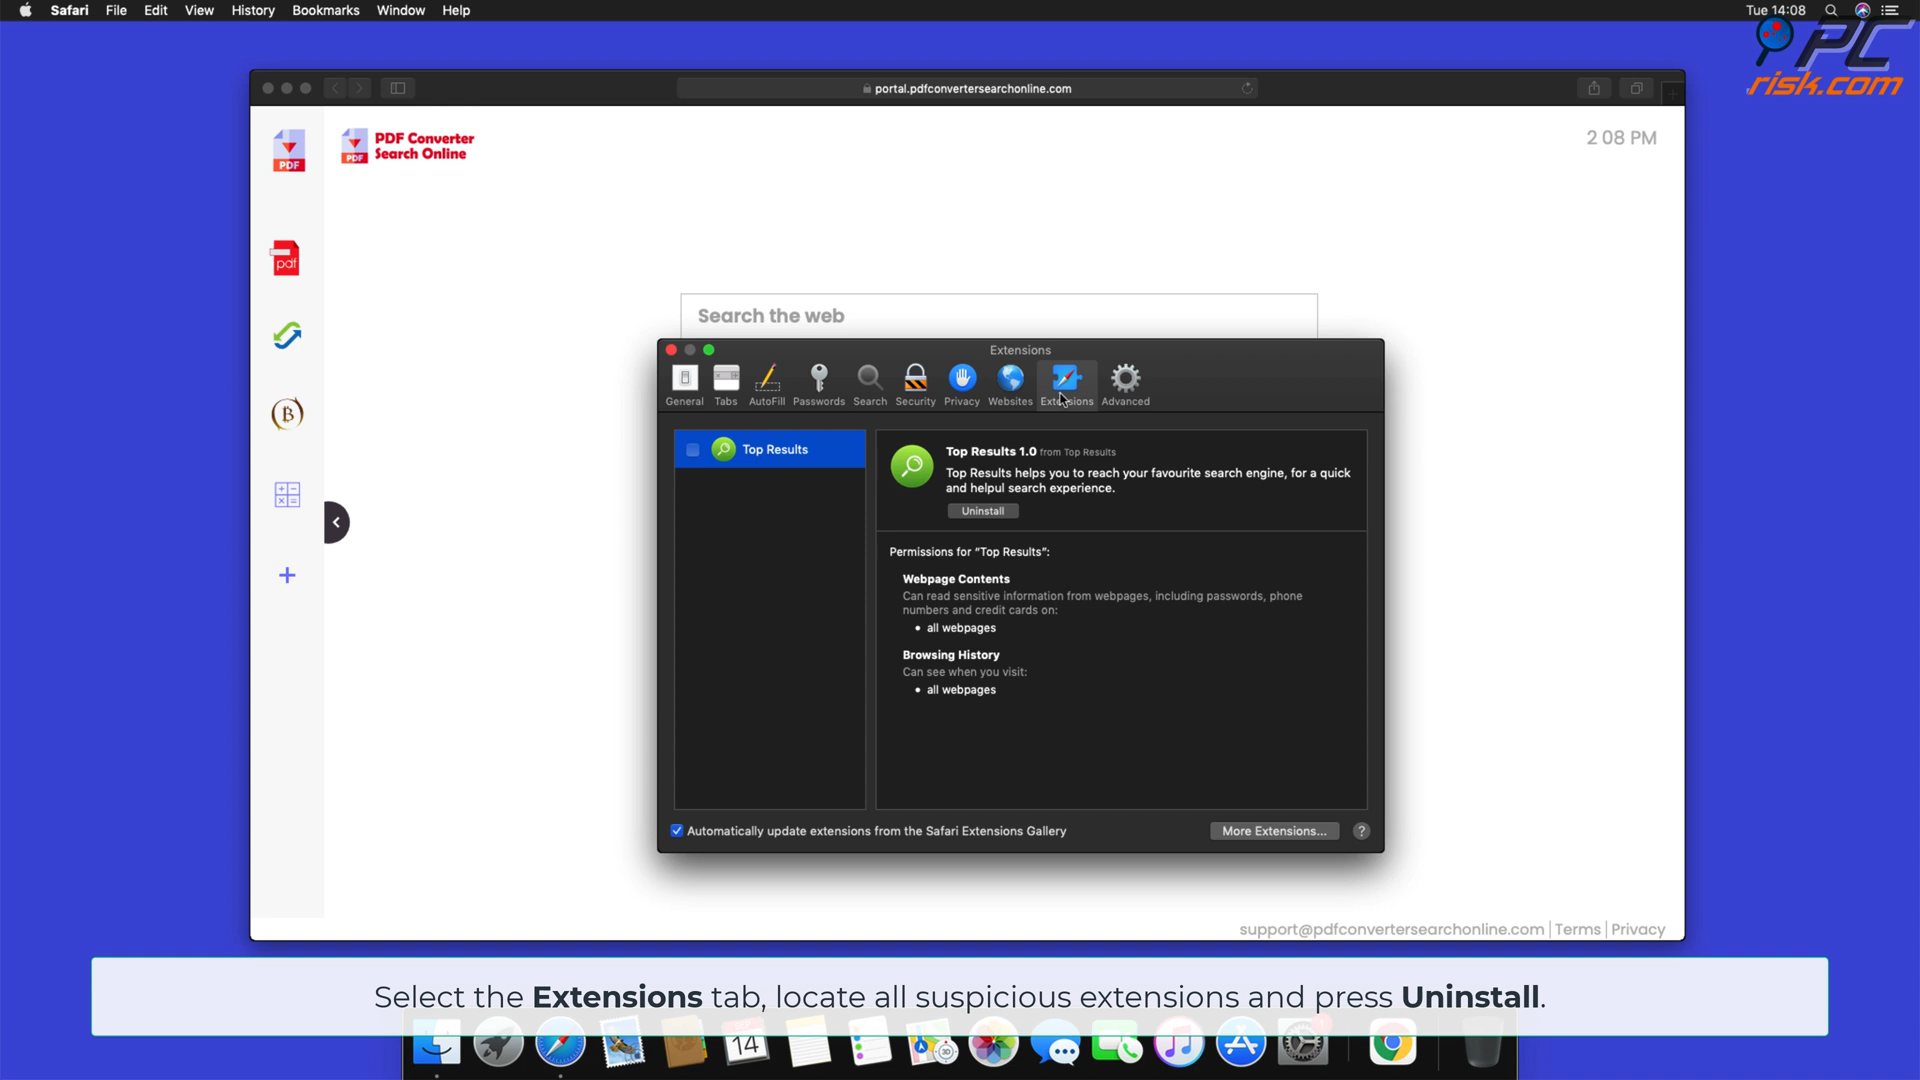 Safari File Edit View History Bookmarks Window Help Tue 14:08
PC
risk.com
portal.pdfconvertersearchonline.com
PDF
PDF
PDF Converter
Search Online
2 08 PM
pdf
Search the web
Extensions
General Tabs AutoFill Passwords Search Security Privacy Websites Extensions Advanced
Top Results
Top Results 1.0 from Top Results
Top Results helps you to reach your favourite search engine, for a quick
and helpul search experience.
Uninstall
Permissions for “Top Results”:
Webpage Contents
Can read sensitive information from webpages, including passwords, phone
numbers and credit cards on:
• all webpages
Browsing History
Can see when you visit:
• all webpages
Automatically update extensions from the Safari Extensions Gallery
More Extensions... ?
support@pdfconvertersearchonline.com | Terms | Privacy
Select the Extensions tab, locate all suspicious extensions and press Uninstall.
14
3D